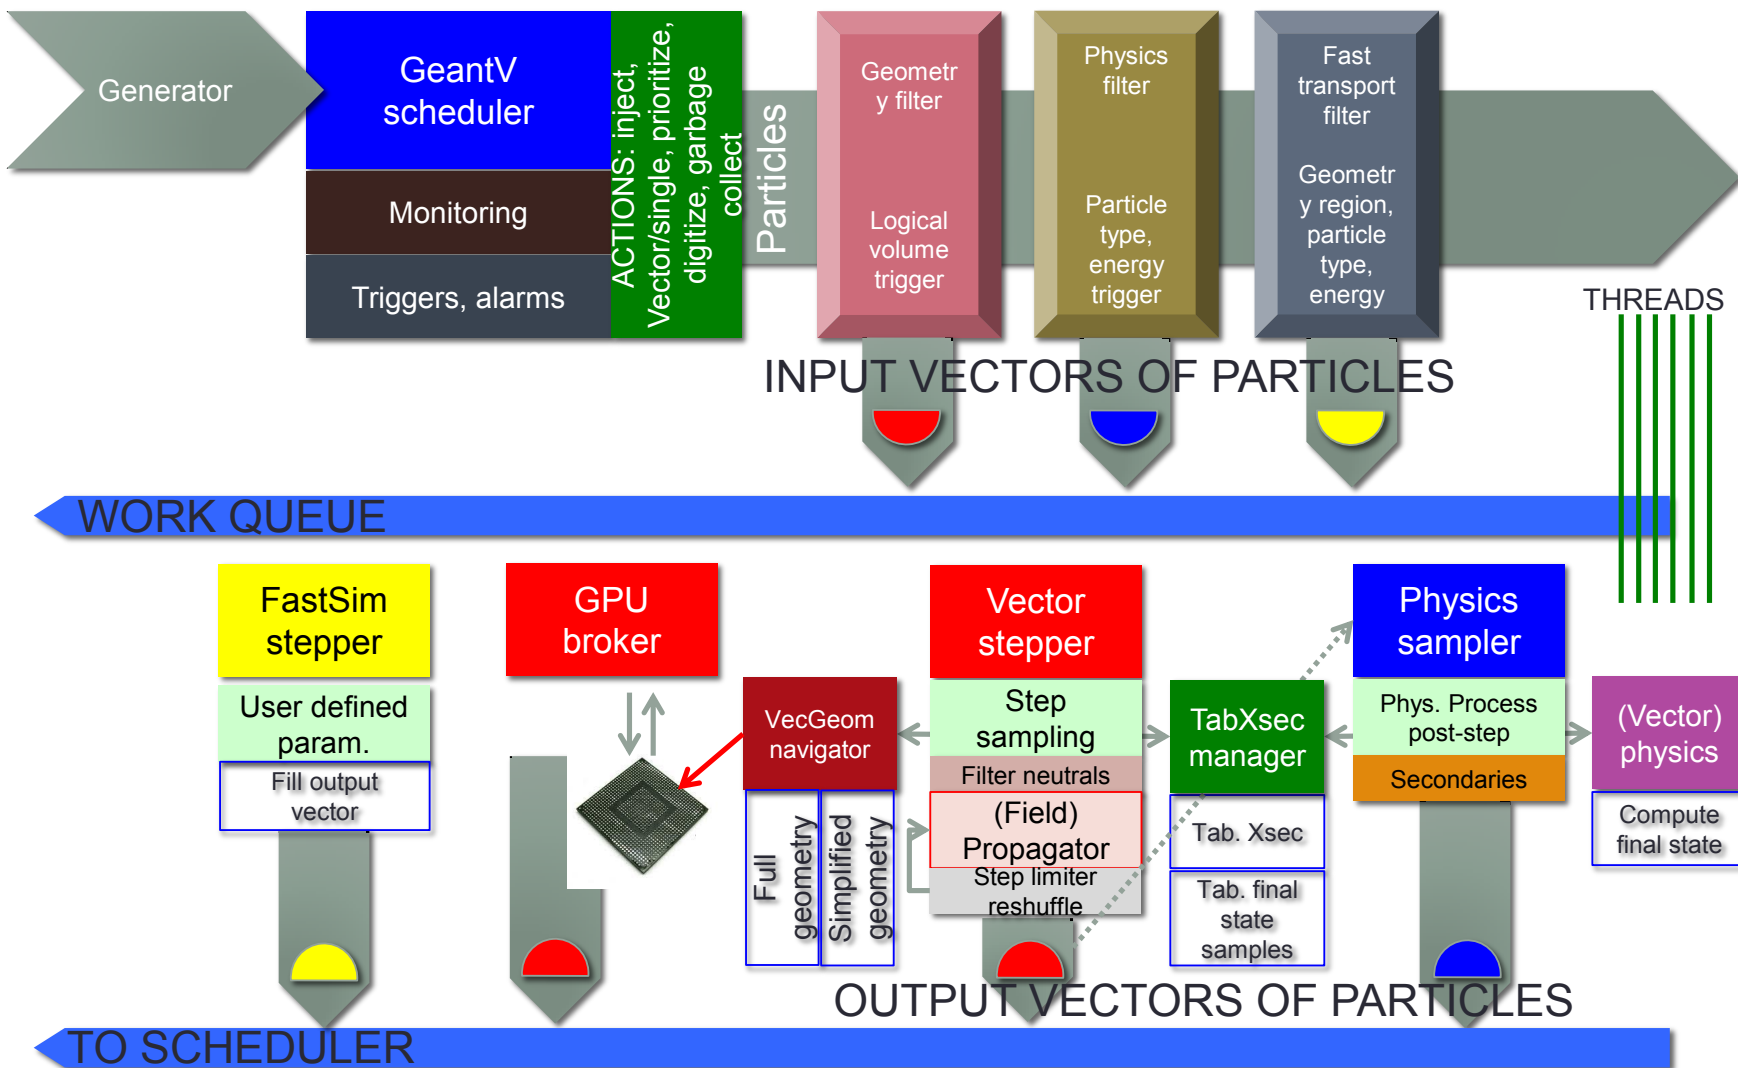 Generator
GeantV
scheduler
Monitoring
Triggers, alarms
ACTIONS: inject,
Vector/single, prioritize,
digitize, garbage
collect
Particles
Geometr
y filter
Logical
volume
trigger
Physics
filter
Particle
type,
energy
trigger
Fast
transport
filter
Geometr
y region,
particle
type,
energy
THREADS
INPUT VECTORS OF PARTICLES
WORK QUEUE
FastSim
stepper
User defined
param.
Fill output
vector
GPU
broker
VecGeom
navigator
Full
geometry
Simplified
geometry
Vector
stepper
Step
sampling
Filter neutrals
(Field)
Propagator
Step limiter
reshuffle
TabXsec
manager
Tab. Xsec
Tab. final
state
samples
Physics
sampler
Phys. Process
post-step
Secondaries
(Vector)
physics
Compute
final state
OUTPUT VECTORS OF PARTICLES
TO SCHEDULER